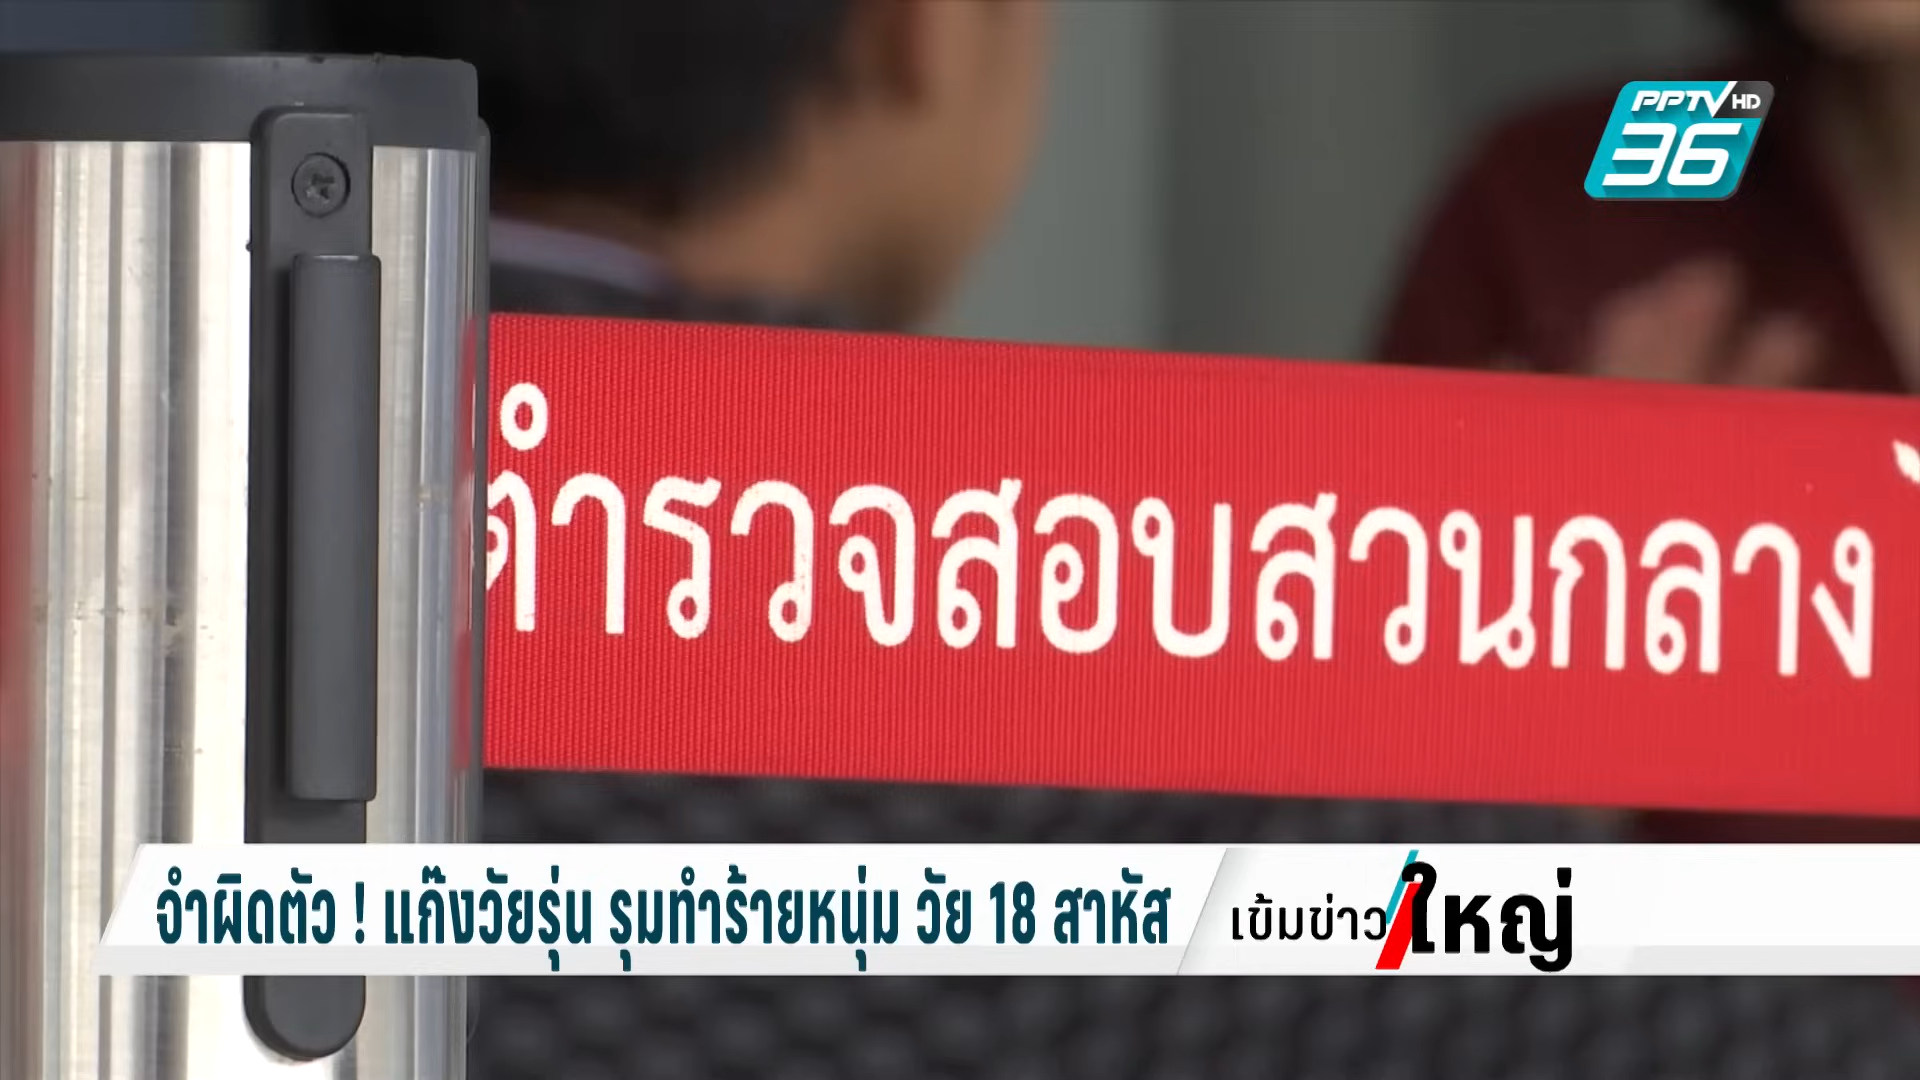 PPTV HD
36
ตำรวจสอบสวนกลาง
จำผิดตัว ! แก๊งวัยรุ่น รุมทำร้ายหนุ่ม วัย 18 สาหัส
เข้มข่าวใหญ่